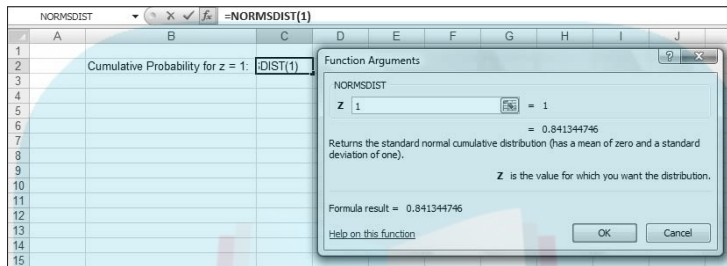 NORMSDIST fx =NORMSDIST(1)
A B C D E F G H I J
1
2 Cumulative Probability for z = 1: :DIST(1)
3
4
5
6
7
8
9
10
11
12
13
14
15
Function Arguments
NORMSDIST
Z 1 = 1
= 0.841344746
Returns the standard normal cumulative distribution (has a mean of zero and a standard
deviation of one).
Z is the value for which you want the distribution.
Formula result = 0.841344746
Help on this function OK Cancel